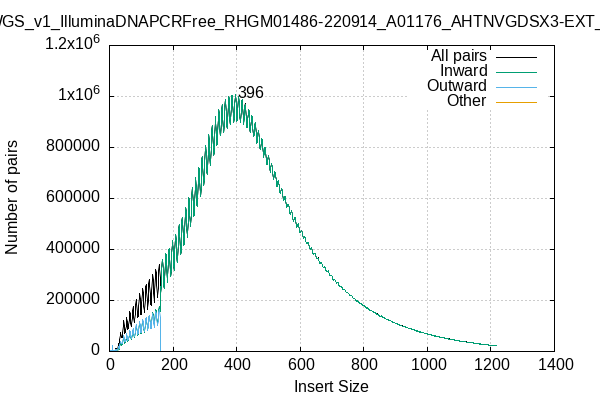 WGS_v1_IlluminaDNAPCRFree_RHGM01486-220914_A01176_AHTNVGDSX3-EXT_
1.2x10^6
1x10^6
800000
600000
400000
200000
0
Number of pairs
All pairs
Inward
Outward
Other
396
0 200 400 600 800 1000 1200 1400
Insert Size